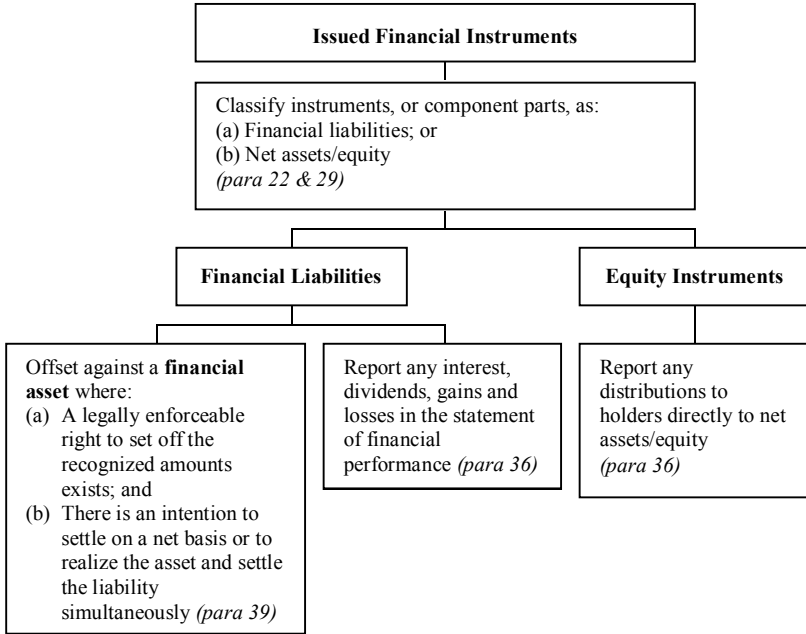 Issued Financial Instruments
Classify instruments, or component parts, as:
(a) Financial liabilities; or
(b) Net assets/equity
(para 22 & 29)
Financial Liabilities
Equity Instruments
Offset against a financial
asset where:
(a) A legally enforceable
right to set off the
recognized amounts
exists; and
(b) There is an intention to
settle on a net basis or to
realize the asset and settle
the liability
simultaneously (para 39)
Report any interest,
dividends, gains and
losses in the statement
of financial
performance (para 36)
Report any
distributions to
holders directly to net
assets/equity
(para 36)